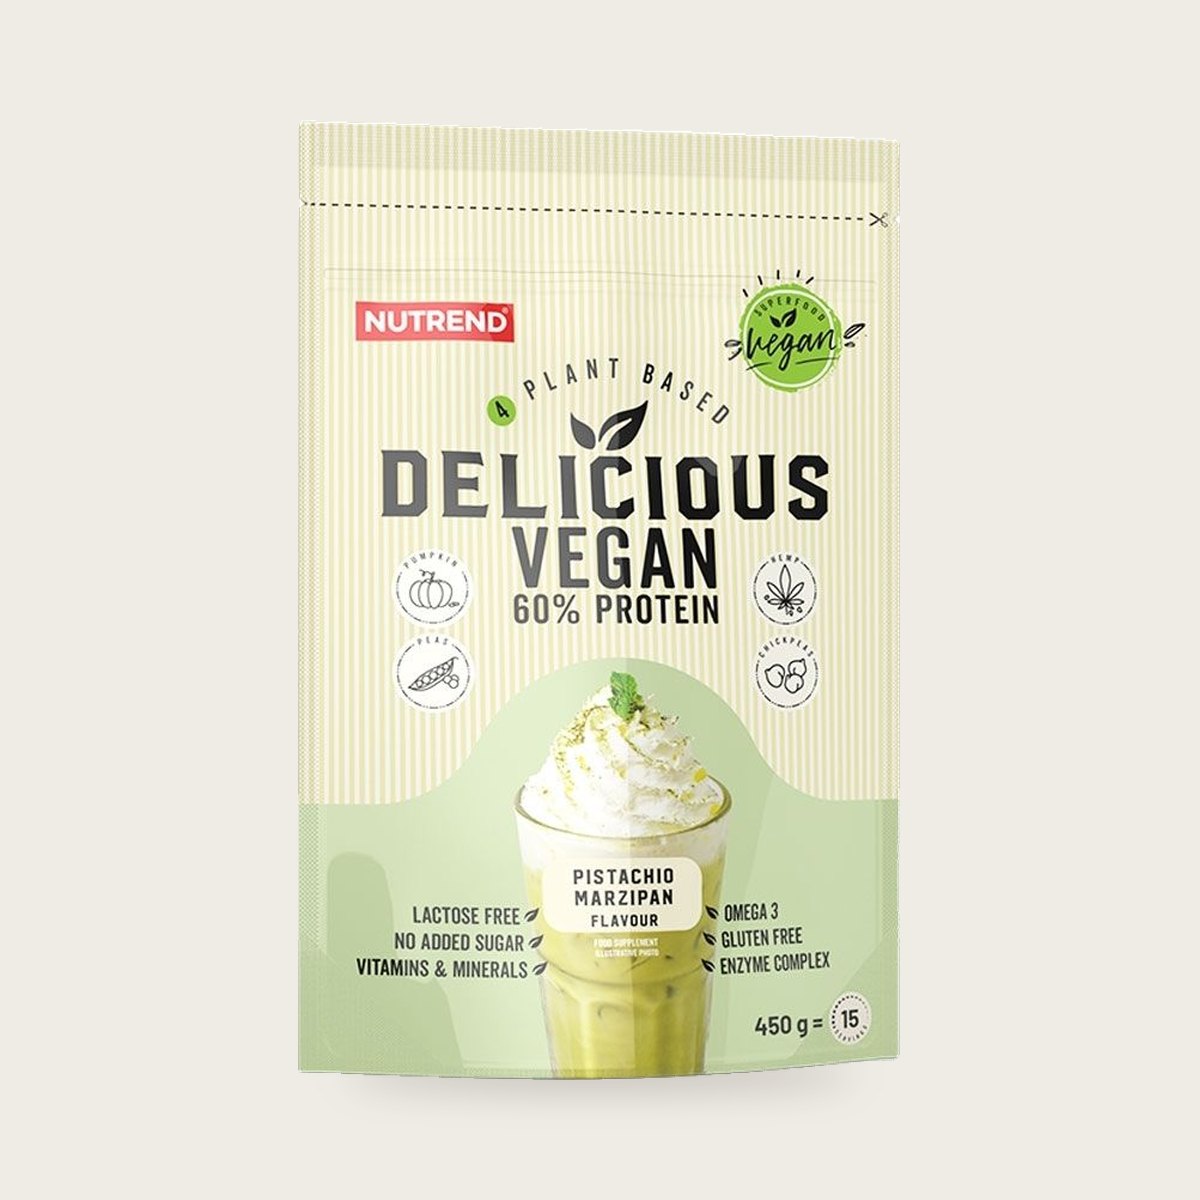 NUTREND®
SUPERFOOD
vegan
4 PLANT BASED
DELICIOUS
VEGAN
60% PROTEIN
PUMPKIN
HEMP
PEAS
CHICKPEAS
PISTACHIO
MARZIPAN
FLAVOUR
FOOD SUPPLEMENT
ILLUSTRATIVE PHOTO
LACTOSE FREE
NO ADDED SUGAR
VITAMINS & MINERALS
OMEGA 3
GLUTEN FREE
ENZYME COMPLEX
450 g = 15
SERVINGS